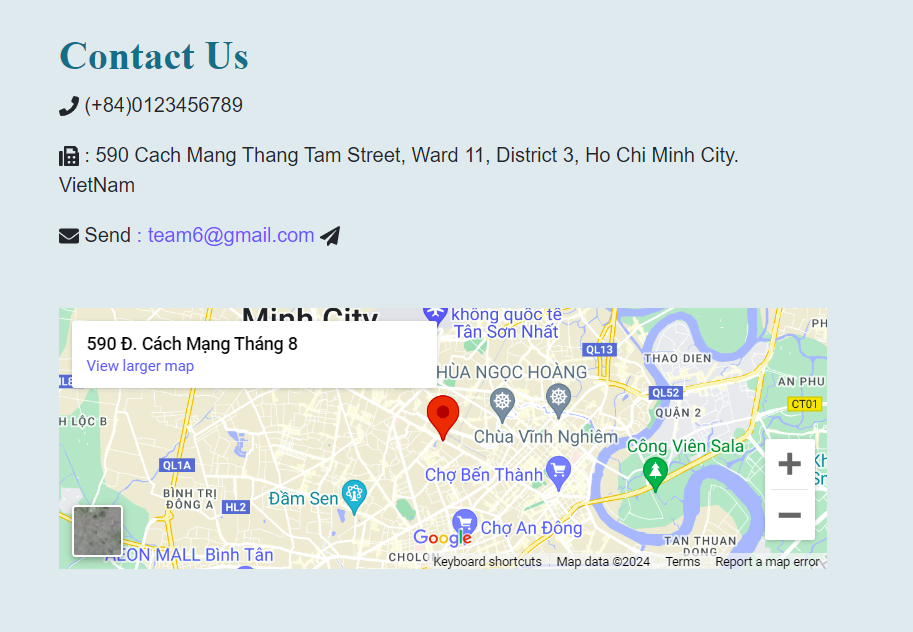 Contact Us
(+84)0123456789
: 590 Cach Mang Thang Tam Street, Ward 11, District 3, Ho Chi Minh City.
VietNam
Send : team6@gmail.com
Minh City
không quốc tế
Tân Sơn Nhất
590 Đ. Cách Mạng Tháng 8
View larger map
QL13
THAO DIEN
HÙA NGỌC HOÀNG
AN PHU
QL52
CT01
QUẬN 2
H LỘC B
Chùa Vĩnh Nghiêm
Công Viên Sala
QL1A
Chợ Bến Thành
BÌNH TRỊ
ĐÔNG A
HL2
Đầm Sen
Chợ An Đông
Google
TAN THUAN
DONG
AEON MALL Bình Tân
CHOLON
Keyboard shortcuts
Map data ©2024
Terms
Report a map error